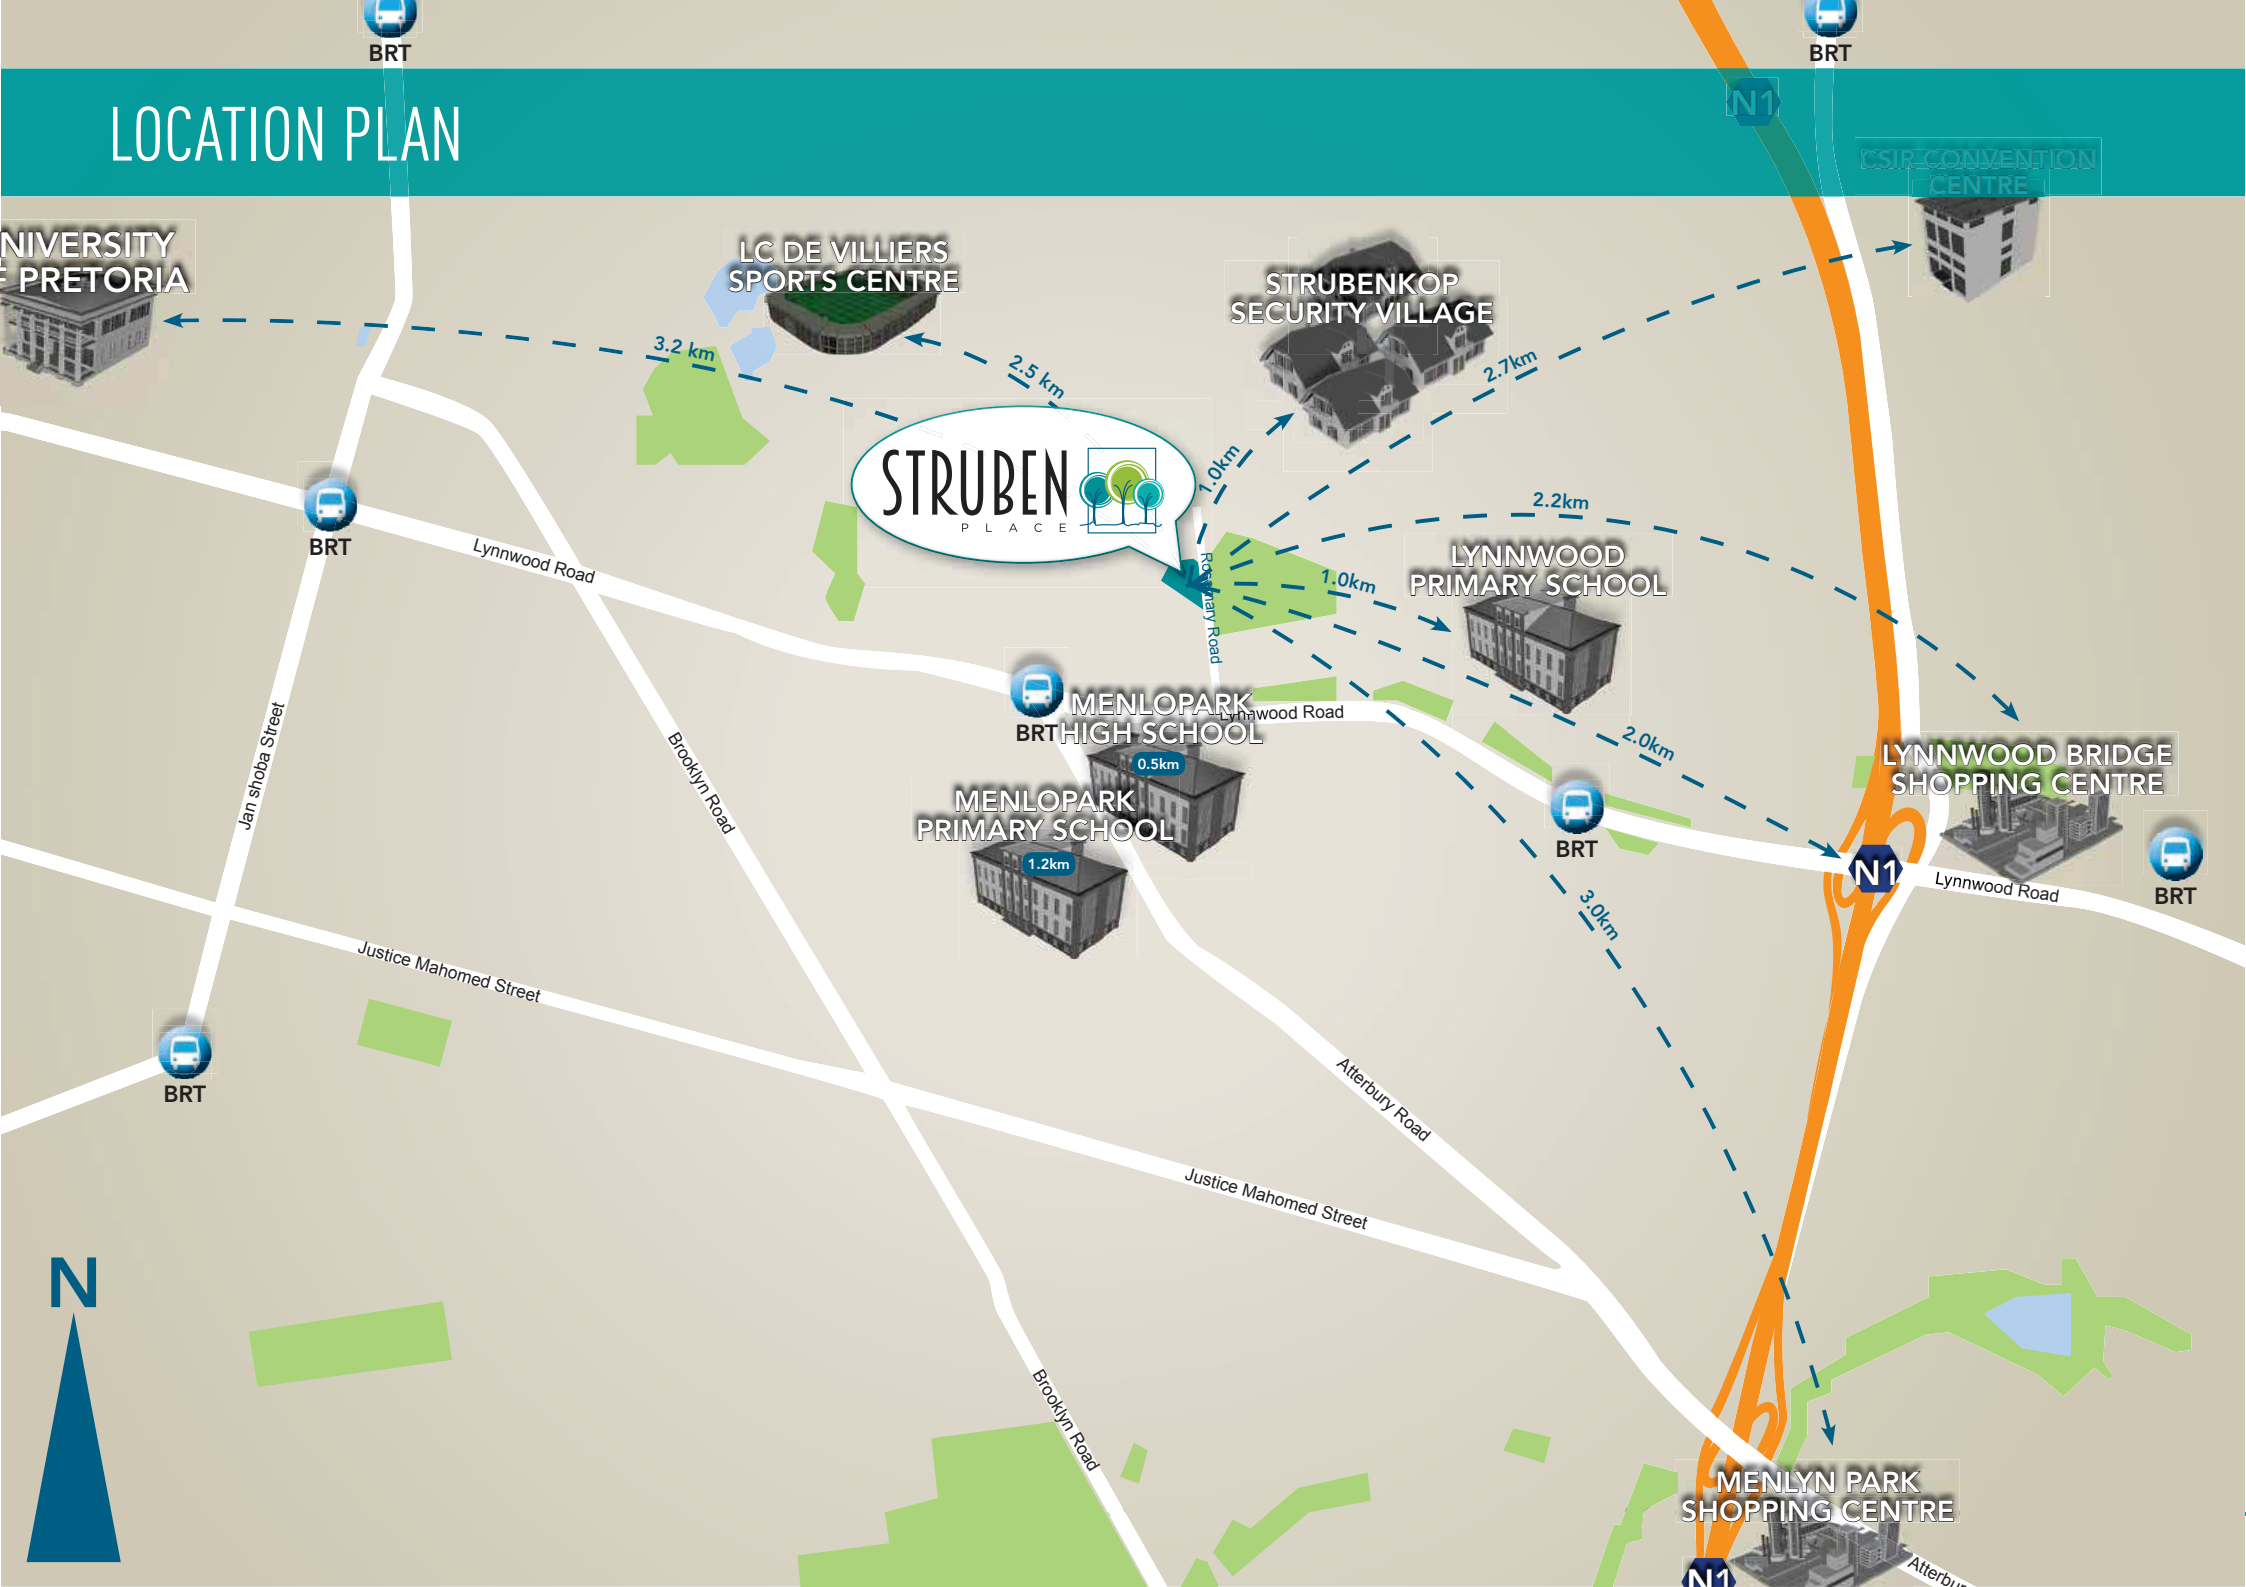 BRT
BRT
N1
LOCATION PLAN
CSIR CONVENTION
CENTRE
NIVERSITY
F PRETORIA
LC DE VILLIERS
SPORTS CENTRE
STRUBENKOP
SECURITY VILLAGE
3.2 km
2.5 km
2.7km
1.0km
STRUBEN
PLACE
2.2km
BRT
Lynnwood Road
LYNNWOOD
PRIMARY SCHOOL
1.0km
Rosemary Road
MENLOPARK
HIGH SCHOOL
BRT
Lynnwood Road
0.5km
2.0km
Jan shoba Street
Brooklyn Road
LYNNWOOD BRIDGE
SHOPPING CENTRE
MENLOPARK
PRIMARY SCHOOL
1.2km
BRT
N1
Lynnwood Road
BRT
3.0km
Justice Mahomed Street
BRT
Atterbury Road
Justice Mahomed Street
N
Brooklyn Road
MENLYN PARK
SHOPPING CENTRE
N1
Atterbur